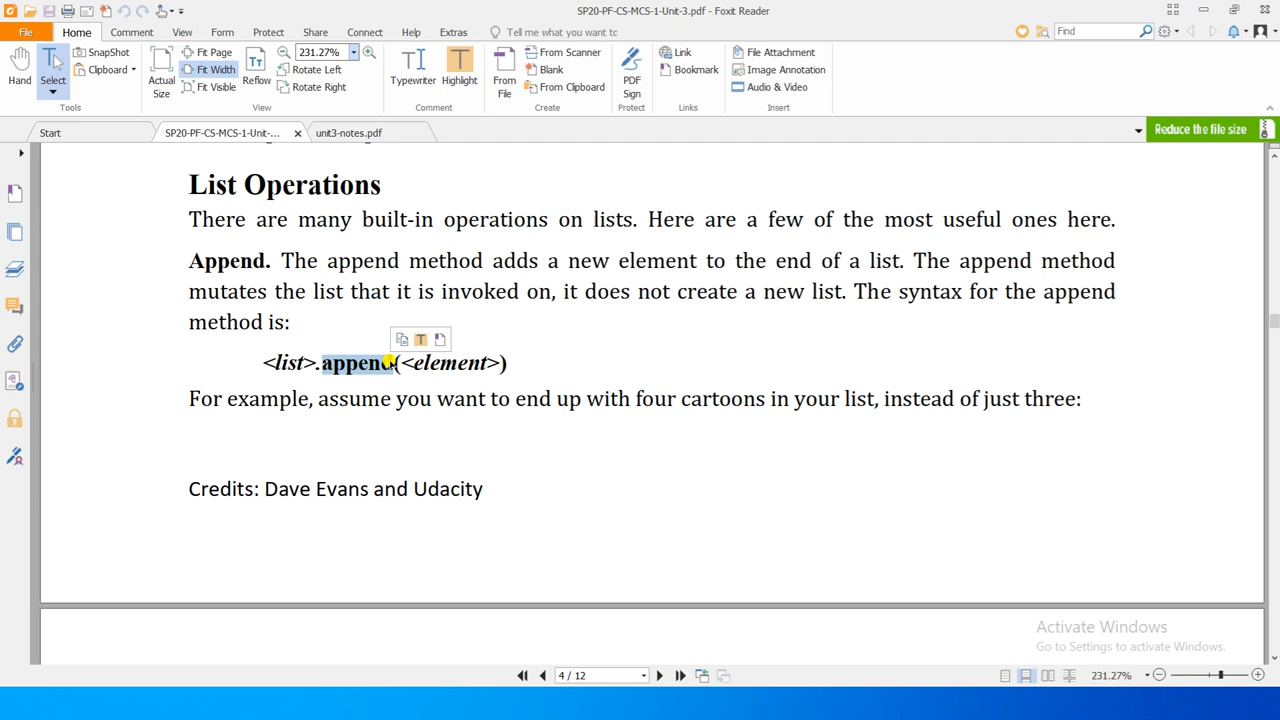 SP20-PF-CS-MCS-1-Unit-3.pdf - Foxit Reader
File Home Comment View Form Protect Share Connect Help Extras Tell me what you want tc Find
Hand Select SnapShot Clipboard Actual Size Fit Page Fit Width Fit Visible Reflow 231.27% Rotate Left Rotate Right Typewriter Highlight From File From Scanner Blank From Clipboard PDF Sign Link Bookmark File Attachment Image Annotation Audio & Video
Tools View Comment Create Protect Links Insert
Start SP20-PF-CS-MCS-1-Unit-... unit3-notes.pdf Reduce the file size
List Operations
There are many built-in operations on lists. Here are a few of the most useful ones here.
Append. The append method adds a new element to the end of a list. The append method
mutates the list that it is invoked on, it does not create a new list. The syntax for the append
method is:
<list>.append(<element>)
For example, assume you want to end up with four cartoons in your list, instead of just three:
Credits: Dave Evans and Udacity
Activate Windows
Go to Settings to activate Windows.
4 / 12 231.27%